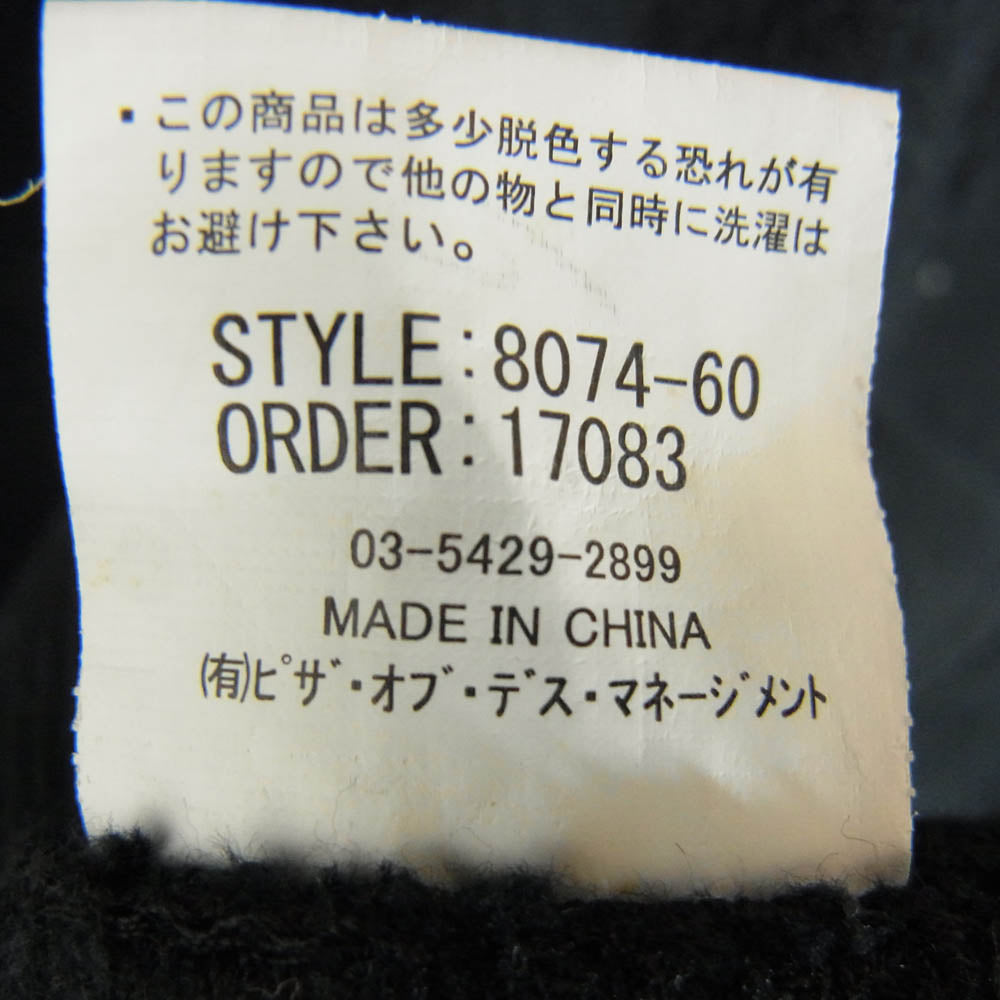 ・この商品は多少脱色する恐れが有
りますので他の物と同時に洗濯は
お避け下さい。
STYLE:8074-60
ORDER:17083
03-5429-2899
MADE IN CHINA
㈲ﾋﾟｻﾞ・ｵﾌﾞ・ﾃﾞｽ・ﾏﾈｰｼﾞﾒﾝﾄ